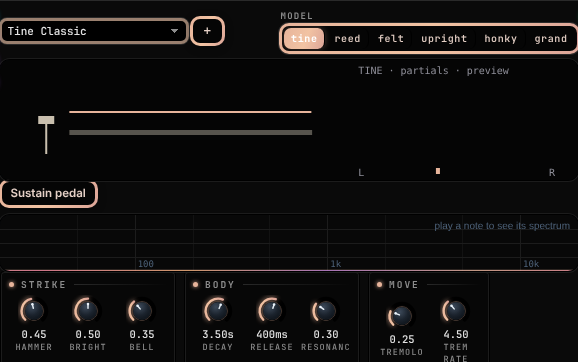 MODEL
Tine Classic
+
tine reed felt upright honky grand
TINE · partials · preview
L R
Sustain pedal
play a note to see its spectrum
100 1k 10k
STRIKE BODY MOVE
0.45 0.50 0.35 3.50s 400ms 0.30 0.25 4.50
HAMMER BRIGHT BELL DECAY RELEASE RESONANC TREMOLO TREM
RATE